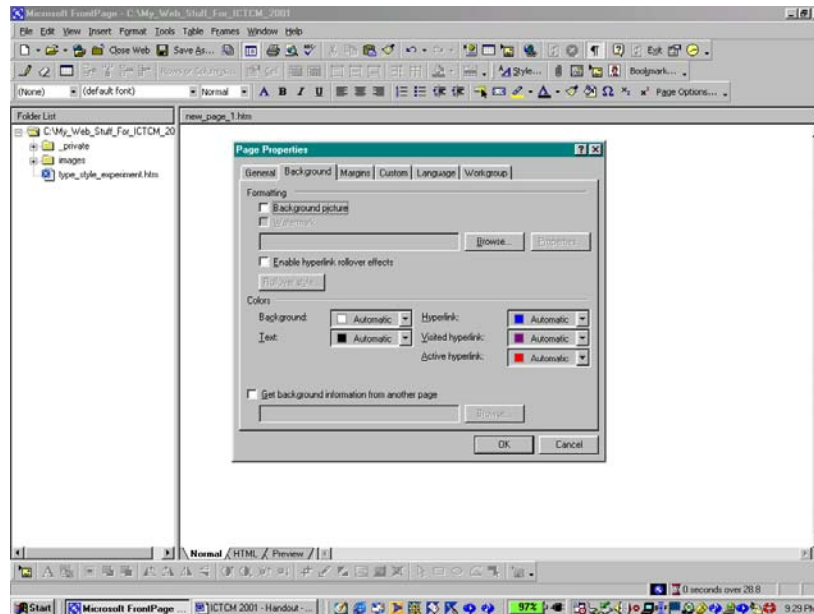 Microsoft FrontPage - C:\My_Web_Stuff_For_ICTCM_2001
File Edit View Insert Format Tools Table Frames Window Help
Close Web Save As... Exit
Style... Bookmark...
(None) (default font) Normal A B I U Page Options...
Folder List new_page_1.htm
C:\My_Web_Stuff_For_ICTCM_20
_private
images
type_style_experiment.htm
Page Properties
General Background Margins Custom Language Workgroup
Formatting
Background picture
Watermark
Browse... Properties...
Enable hyperlink rollover effects
Rollover style...
Colors
Background: Automatic Hyperlink: Automatic
Text: Automatic Visited hyperlink: Automatic
Active hyperlink: Automatic
Get background information from another page
Browse...
OK Cancel
Normal HTML Preview
0 seconds over 28.8
Start Microsoft FrontPage ... ICTCM 2001 - Handout - ... 97% 9:29 PM